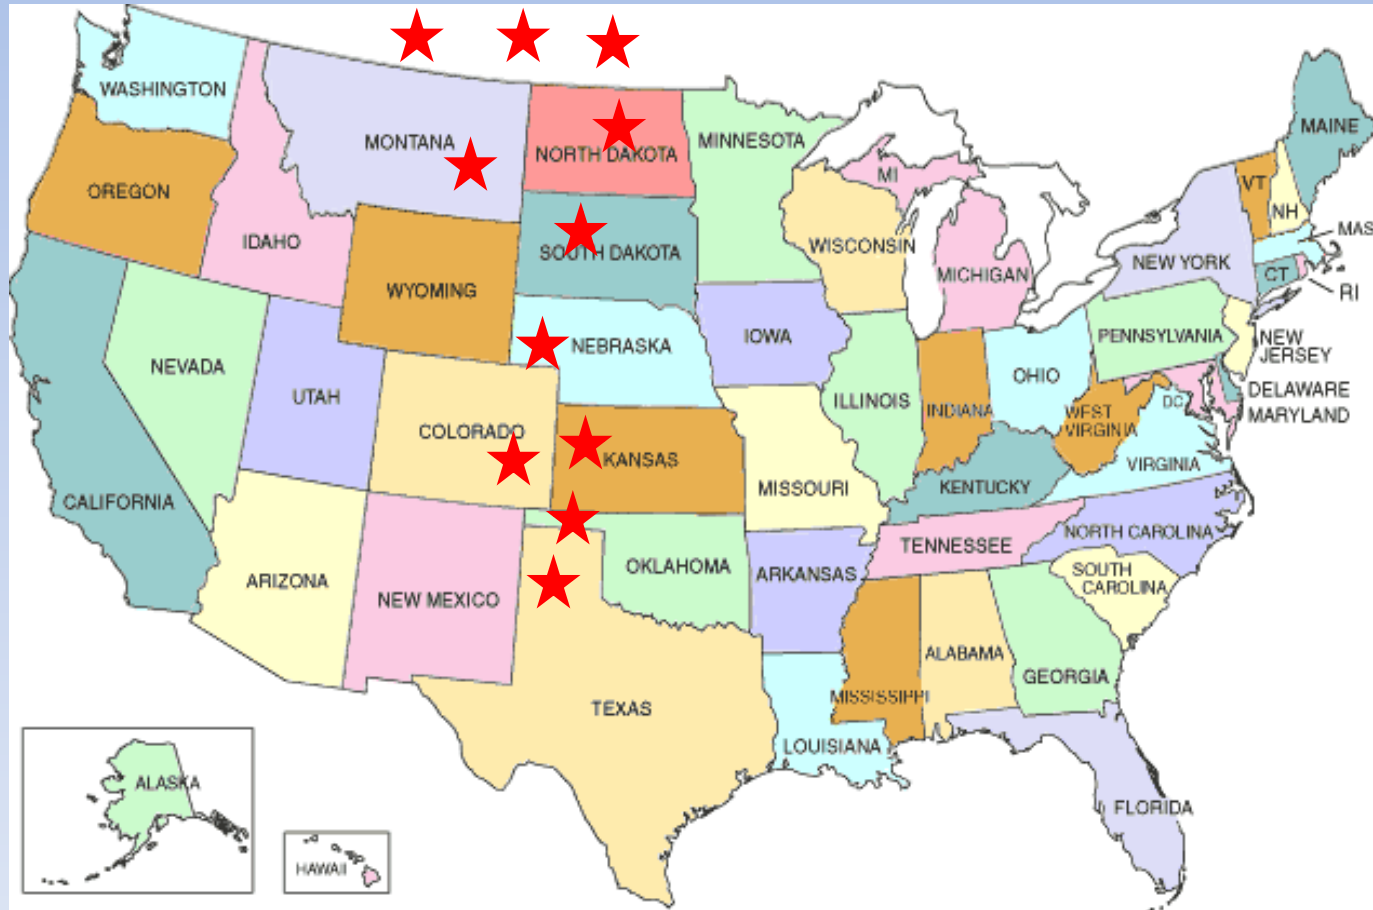 WASHINGTON
MONTANA
NORTH DAKOTA
MINNESOTA
MAINE
OREGON
IDAHO
SOUTH DAKOTA
WISCONSIN
MI
MICHIGAN
VT
NH
MAS
NEW YORK
CT
RI
WYOMING
NEBRASKA
IOWA
PENNSYLVANIA
NEW
JERSEY
NEVADA
UTAH
COLORADO
KANSAS
ILLINOIS
INDIANA
OHIO
WEST
VIRGINIA
DC
DELAWARE
MARYLAND
CALIFORNIA
MISSOURI
KENTUCKY
VIRGINIA
ARIZONA
NEW MEXICO
OKLAHOMA
ARKANSAS
TENNESSEE
NORTH CAROLINA
SOUTH
CAROLINA
TEXAS
LOUISIANA
MISSISSIPPI
ALABAMA
GEORGIA
FLORIDA
ALASKA
HAWAII